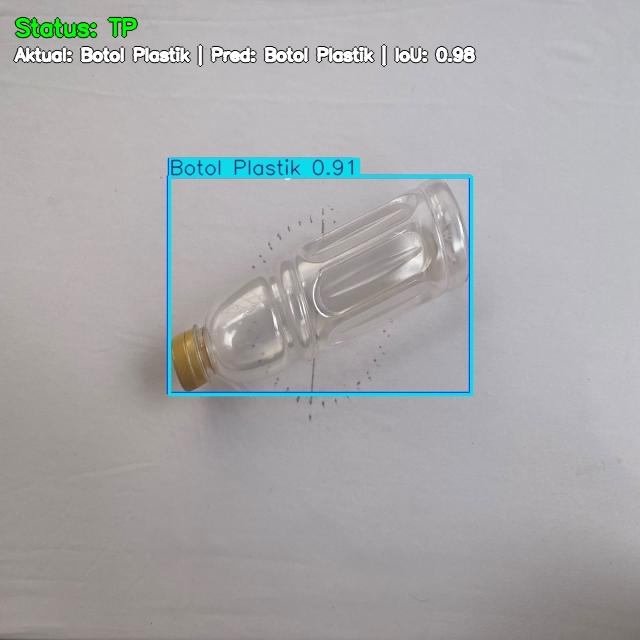 Status: TP
Aktual: Botol Plastik | Pred: Botol Plastik | IoU: 0.98
Botol Plastik 0.91